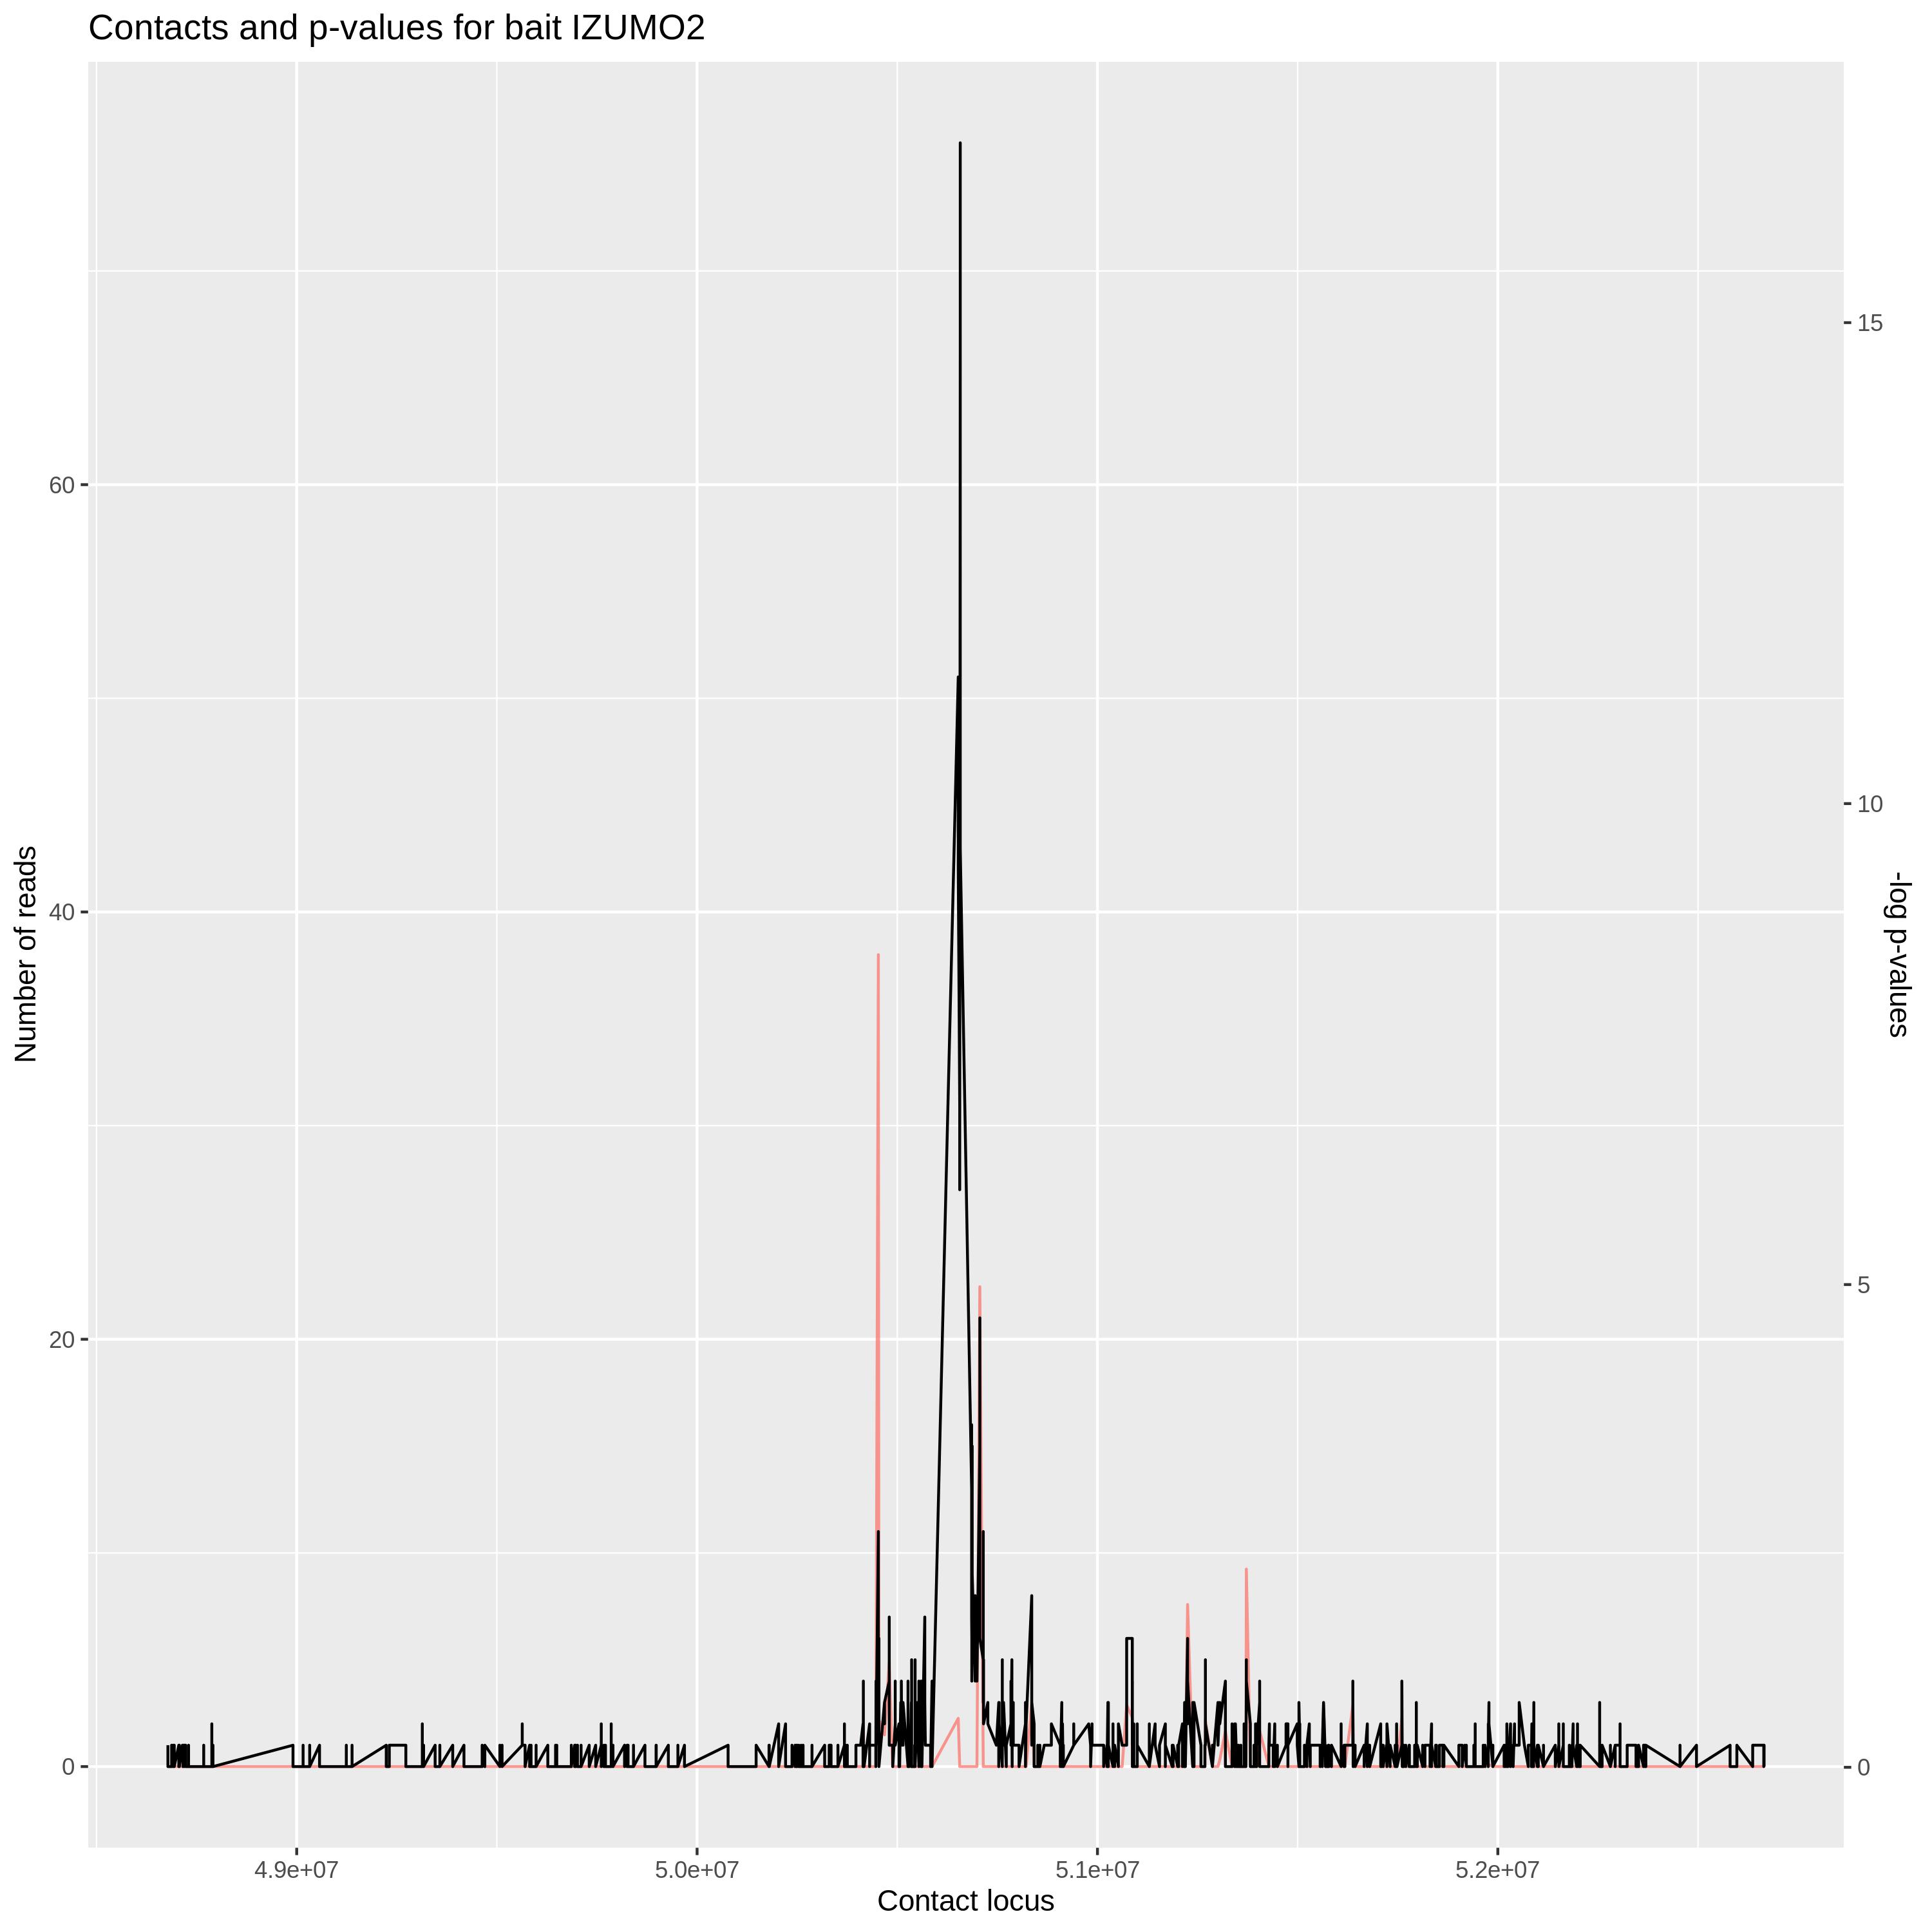 Contacts and p-values for bait IZUMO2
Number of reads
60
40
20
0
15
10
5
0
-log p-values
4.9e+07
5.0e+07
5.1e+07
5.2e+07
Contact locus